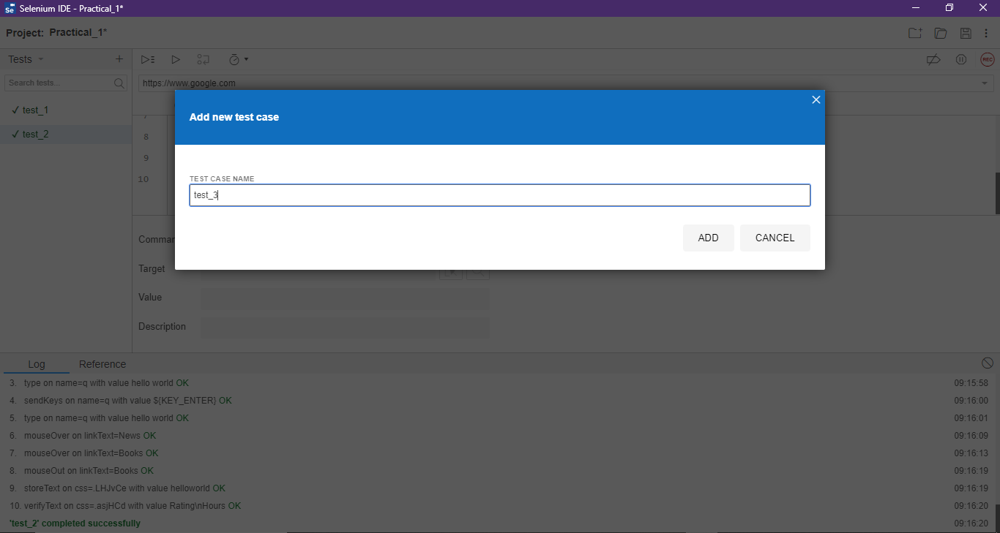 Selenium IDE - Practical_1*
Project: Practical_1*
Tests
REC
Search tests...
https://www.google.com
✓ test_1
✓ test_2
Add new test case
8
9
10
TEST CASE NAME
test_3
ADD CANCEL
Target
Value
Description
Log Reference
3. type on name=q with value hello world OK 09:15:58
4. sendKeys on name=q with value ${KEY_ENTER} OK 09:16:00
5. type on name=q with value hello world OK 09:16:01
6. mouseOver on linkText=News OK 09:16:09
7. mouseOver on linkText=Books OK 09:16:13
8. mouseOut on linkText=Books OK 09:16:19
9. storeText on css=.LHJvCe with value helloworld OK 09:16:19
10. verifyText on css=.asjHCd with value Rating\nHours OK 09:16:20
'test_2' completed successfully 09:16:20